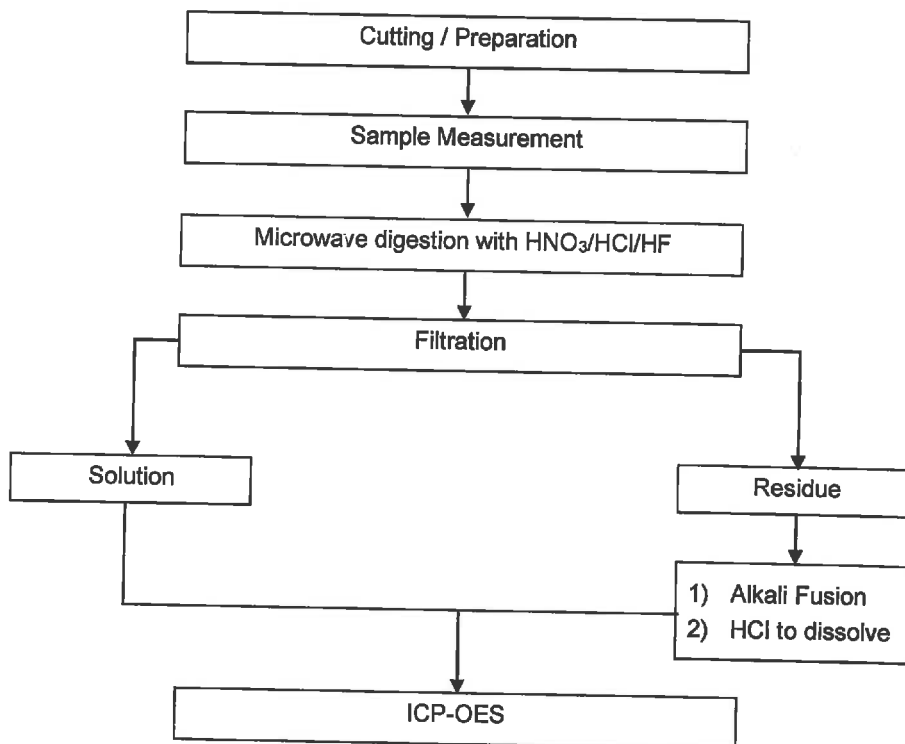 Cutting / Preparation
Sample Measurement
Microwave digestion with HNO₃/HCl/HF
Filtration
Solution
Residue
1) Alkali Fusion
2) HCl to dissolve
ICP-OES